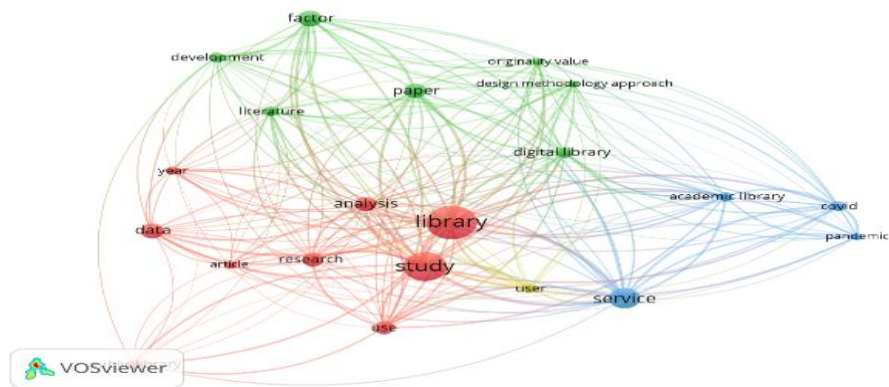 factor
development
originality value
design methodology approach
paper
literature
digital library
year
academic library
analysis
covid
library
data
pandemic
article
research
study
user
service
use
VOSviewer